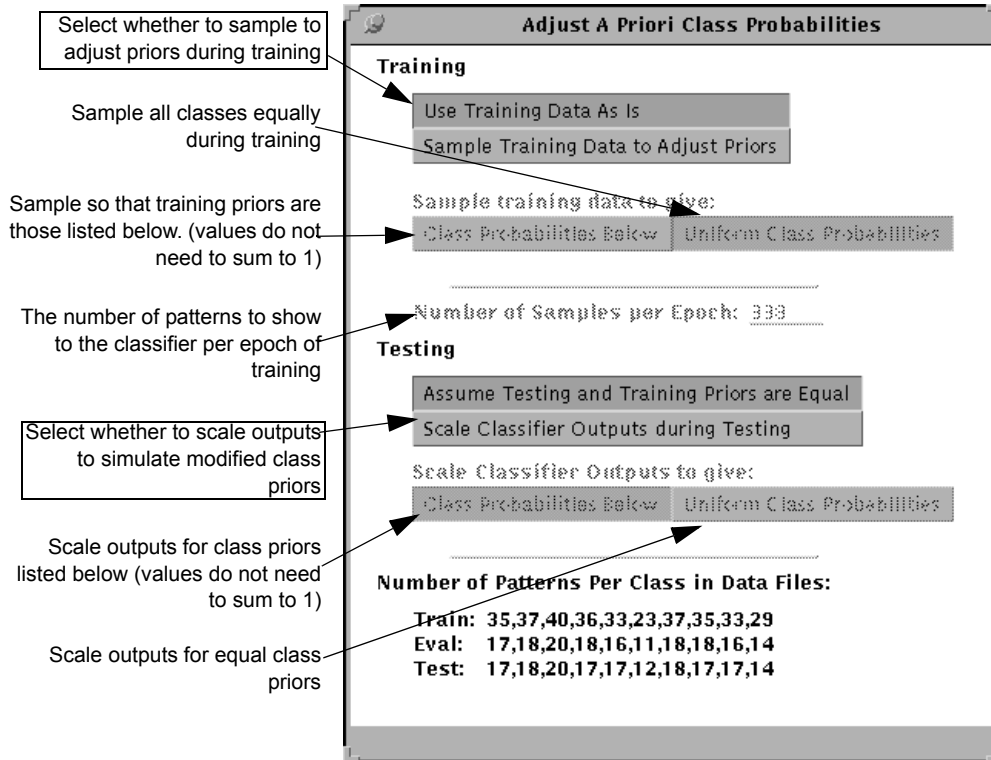 Select whether to sample to
adjust priors during training
Sample all classes equally
during training
Sample so that training priors are
those listed below. (values do not
need to sum to 1)
The number of patterns to show
to the classifier per epoch of
training
Select whether to scale outputs
to simulate modified class
priors
Scale outputs for class priors
listed below (values do not need
to sum to 1)
Scale outputs for equal class
priors
Adjust A Priori Class Probabilities
Training
Use Training Data As Is
Sample Training Data to Adjust Priors
Sample training data to give:
Class Probabilities Below
Uniform Class Probabilities
Number of Samples per Epoch: 333
Testing
Assume Testing and Training Priors are Equal
Scale Classifier Outputs during Testing
Scale Classifier Outputs to give:
Class Probabilities Below
Uniform Class Probabilities
Number of Patterns Per Class in Data Files:
Train: 35,37,40,36,33,23,37,35,33,29
Eval: 17,18,20,18,16,11,18,18,16,14
Test: 17,18,20,17,17,12,18,17,17,14